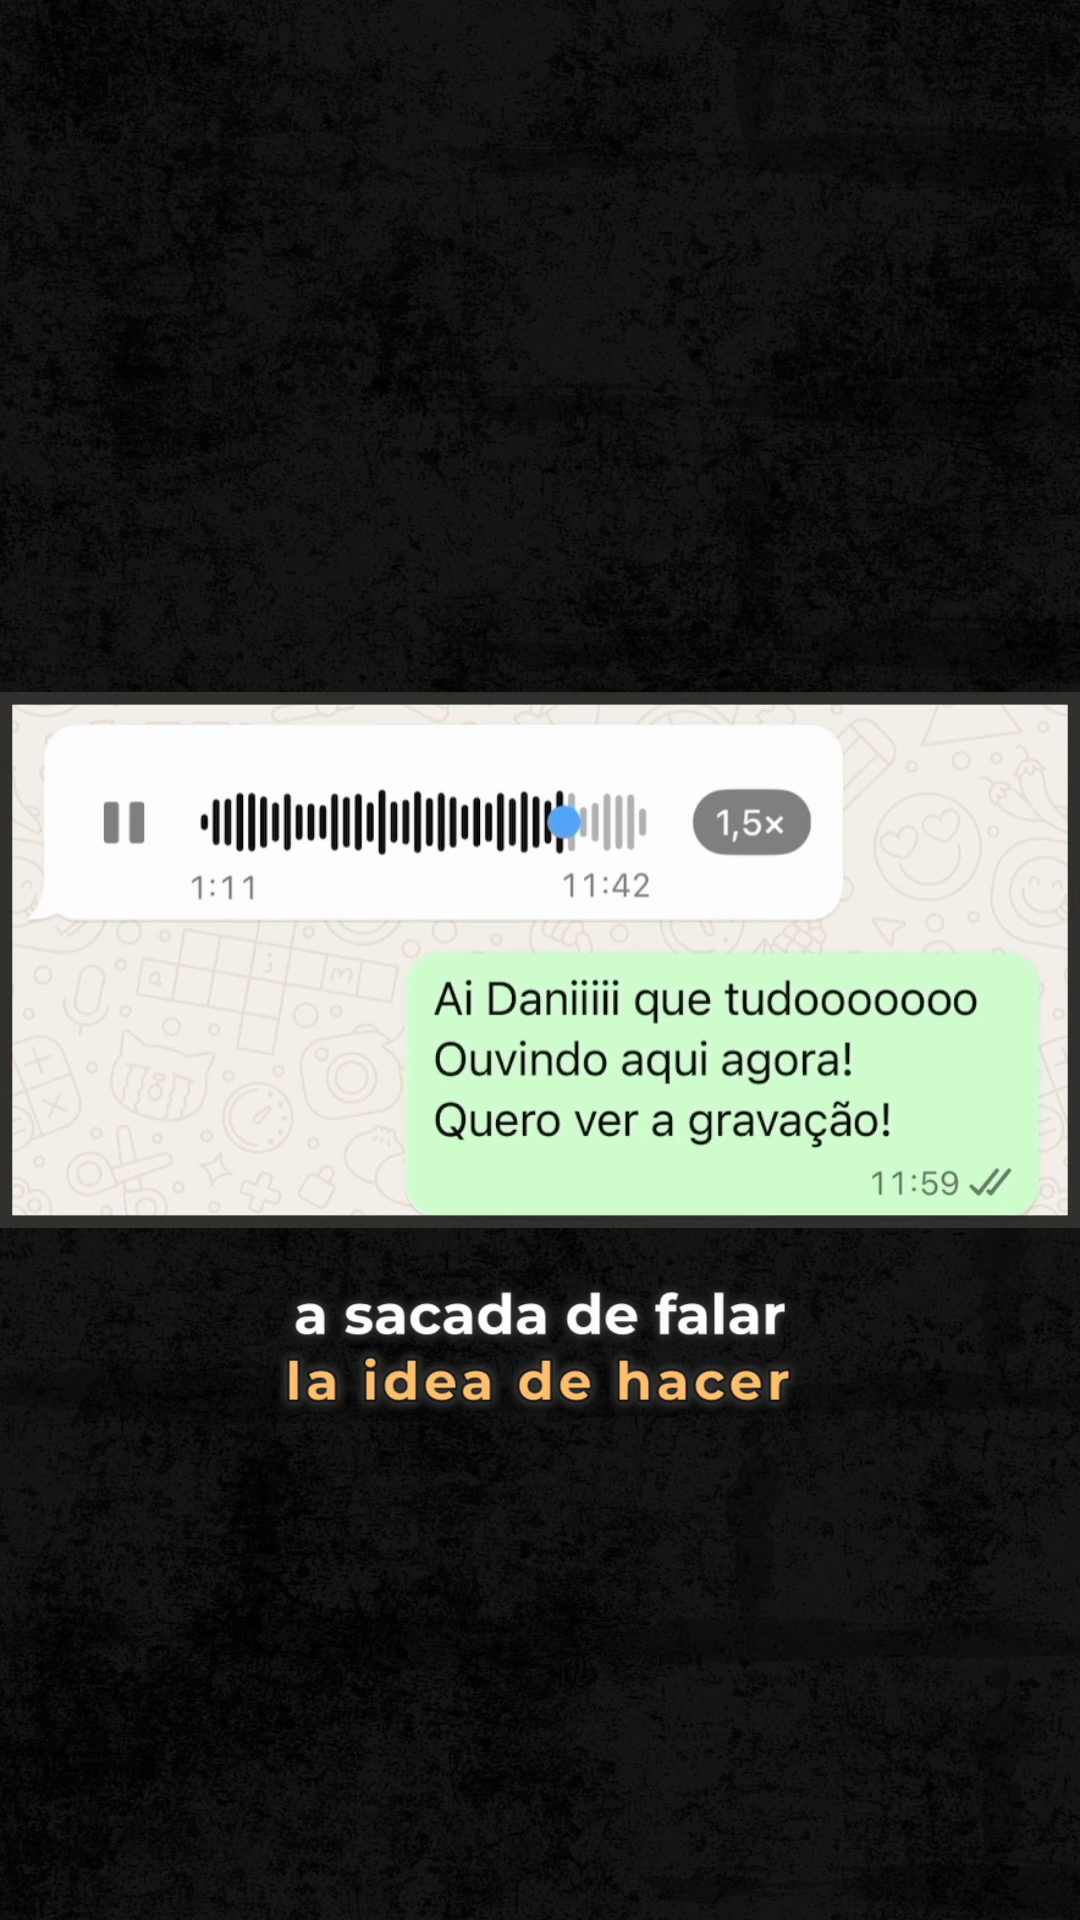 1,5×
1:11
11:42
Ai Daniiiii que tudooooooo
Ouvindo aqui agora!
Quero ver a gravação!
11:59
a sacada de falar
la idea de hacer